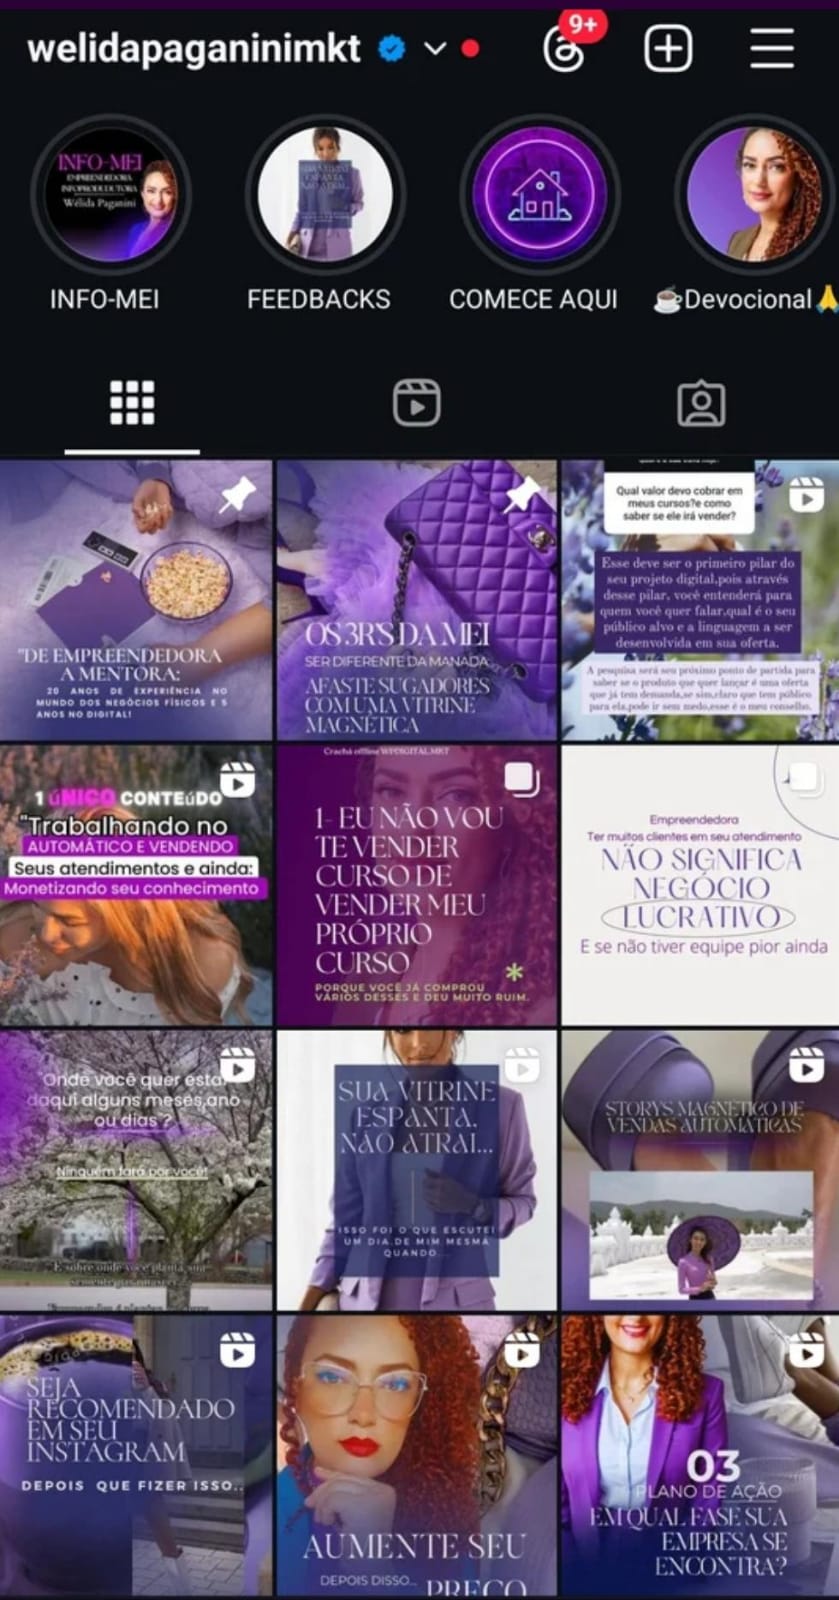 welidapaganinimkt
9+
INFO-MEI
EMPREENDEDORA
INFOPRODUTORA
Wélida Paganini
SUA VITRINE
ESPANTA,
NÃO ATRAI...
INFO-MEI
FEEDBACKS
COMECE AQUI
☕Devocional🙏
"DE EMPREENDEDORA
A MENTORA:
20 ANOS DE EXPERIÊNCIA NO
MUNDO DOS NEGÓCIOS FÍSICOS E 5
ANOS NO DIGITAL!
OS 3R'S DA MEI
SER DIFERENTE DA MANADA
AFASTE SUGADORES
COM UMA VITRINE
MAGNÉTICA
Qual valor devo cobrar em
meus cursos?e como
saber se ele irá vender?
Esse deve ser o primeiro pilar do
seu projeto digital,pois através
desse pilar, você entenderá para
quem você quer falar,qual é o seu
público alvo e a linguagem a ser
desenvolvida em sua oferta.
A pesquisa será seu próximo ponto de partida para
saber se o produto que quer lançar é uma oferta
que já tem demanda,se sim,claro que tem público
para ela,pode ir sem medo,esse é o meu conselho.
1 úNICO CONTEúDO
"Trabalhando no
AUTOMÁTICO E VENDENDO
Seus atendimentos e ainda:
Monetizando seu conhecimento
Crachá offline WPDIGITAL.MKT
1- EU NÃO VOU
TE VENDER
CURSO DE
VENDER MEU
PRÓPRIO
CURSO
*
PORQUE VOCÊ JÁ COMPROU
VÁRIOS DESSES E DEU MUITO RUIM.
Empreendedora
Ter muitos clientes em seu atendimento
NÃO SIGNIFICA
NEGÓCIO
LUCRATIVO
E se não tiver equipe pior ainda
"Onde você quer estar
daqui alguns meses,ano
ou dias ?
Ninguém fará por você!
É sobre onde você planta sua
SUA VITRINE
ESPANTA,
NÃO ATRAI...
ISSO FOI O QUE ESCUTEI
UM DIA.DE MIM MESMA
QUANDO...
STORYS MAGNÉTICO DE
VENDAS AUTOMÁTICAS
SEJA
RECOMENDADO
EM SEU
INSTAGRAM
DEPOIS QUE FIZER ISSO..
AUMENTE SEU
DEPOIS DISSO... PREÇO
03
PLANO DE AÇÃO
EM QUAL FASE SUA
EMPRESA SE
ENCONTRA?